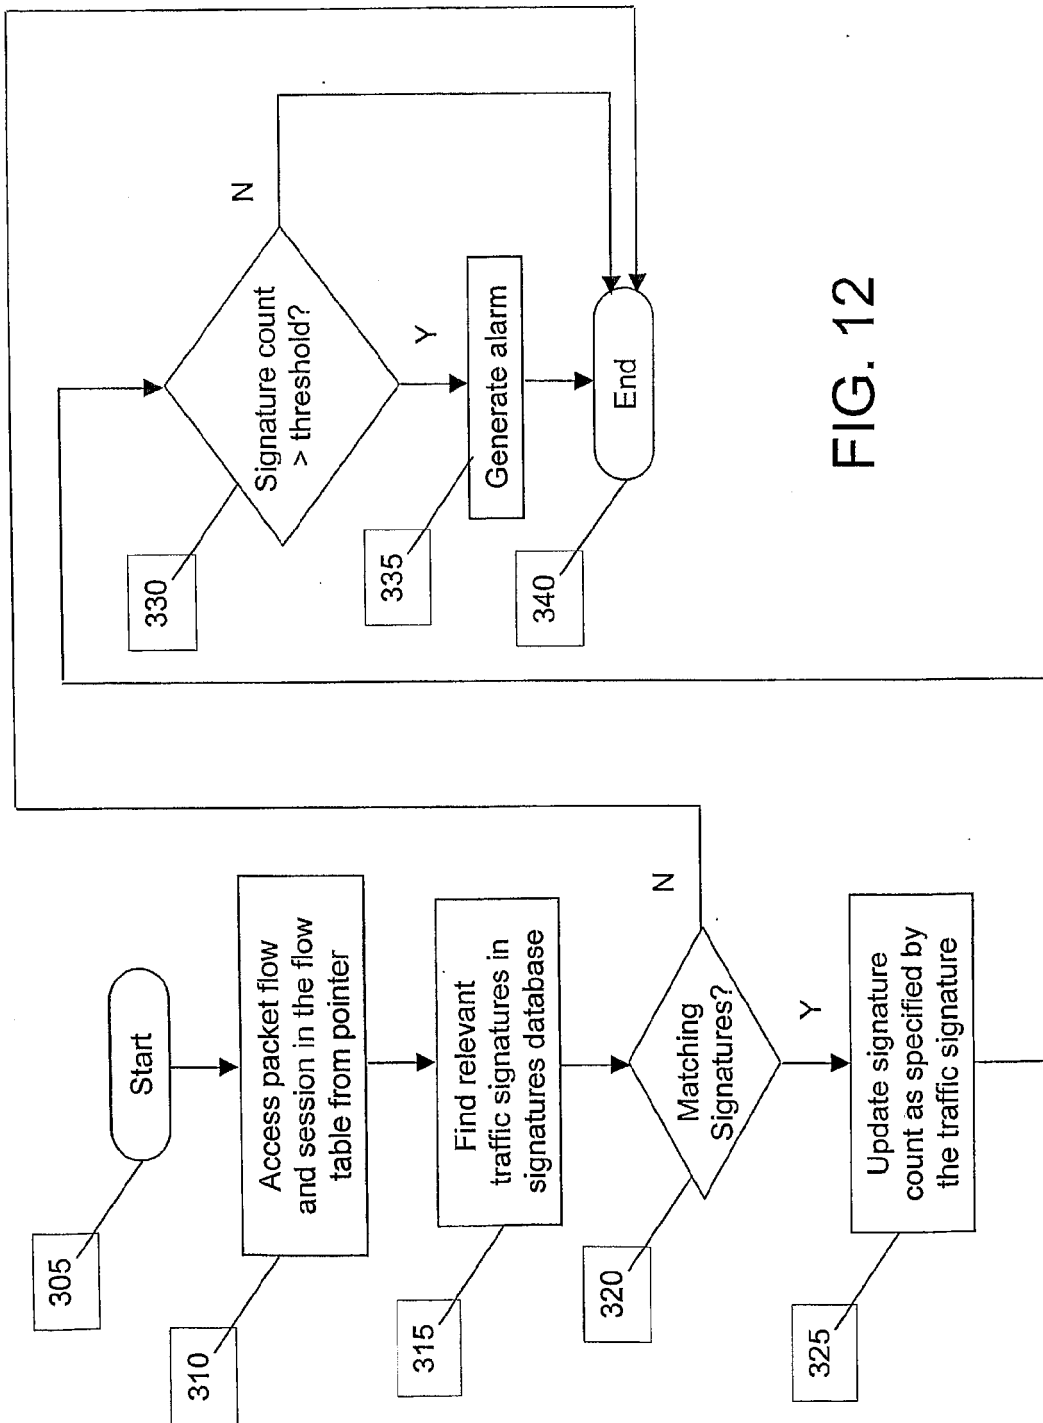 305
Start
310
Access packet flow
and session in the flow
table from pointer
315
Find relevant
traffic signatures in
signatures database
320
Matching
Signatures?
N
Y
325
Update signature
count as specified by
the traffic signature
330
Signature count
> threshold?
N
Y
335
Generate alarm
340
End
FIG. 12